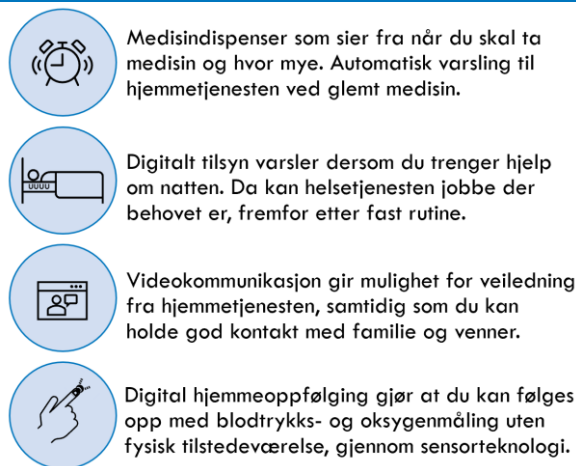 Medisindispenser som sier fra når du skal ta
medisin og hvor mye. Automatisk varsling til
hjemmetjenesten ved glemt medisin.
Digitalt tilsyn varsler dersom du trenger hjelp
om natten. Da kan helsetjenesten jobbe der
behovet er, fremfor etter fast rutine.
Videokommunikasjon gir mulighet for veiledning
fra hjemmetjenesten, samtidig som du kan
holde god kontakt med familie og venner.
Digital hjemmeoppfølging gjør at du kan følges
opp med blodtrykks- og oksygenmåling uten
fysisk tilstedeværelse, gjennom sensorteknologi.